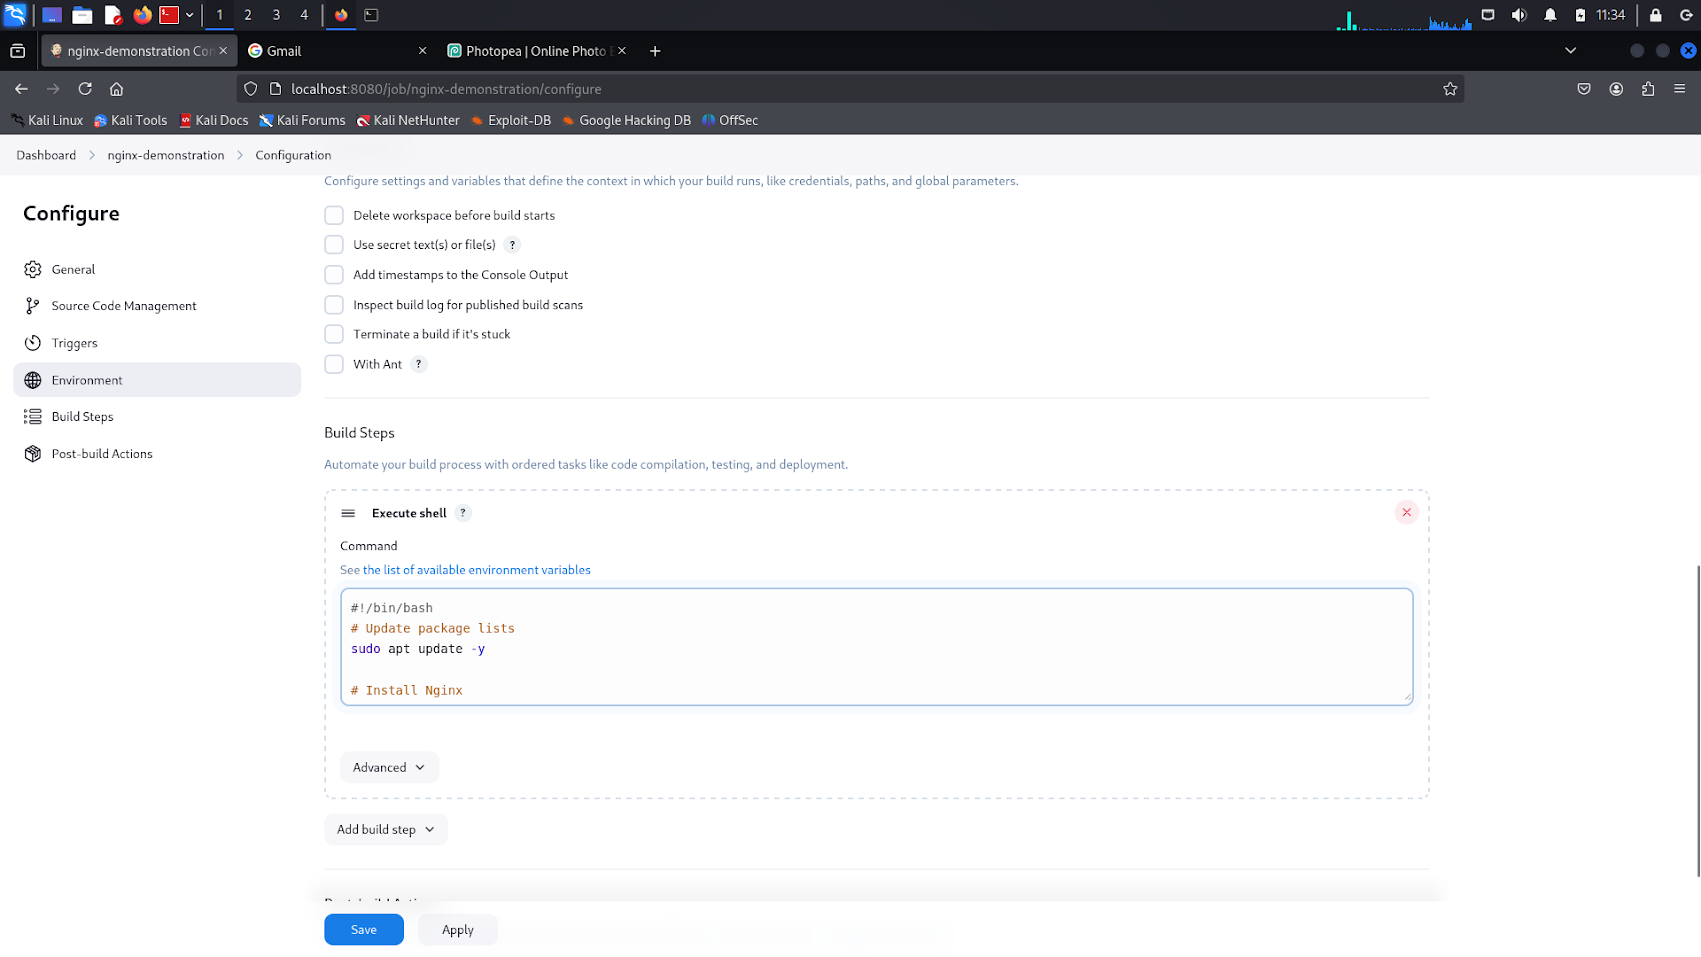 1 2 3 4
11:34
nginx-demonstration Con
Gmail
Photopea | Online Photo E
localhost:8080/job/nginx-demonstration/configure
Kali Linux Kali Tools Kali Docs Kali Forums Kali NetHunter Exploit-DB Google Hacking DB OffSec
Dashboard nginx-demonstration Configuration
Configure
General
Source Code Management
Triggers
Environment
Build Steps
Post-build Actions
Configure settings and variables that define the context in which your build runs, like credentials, paths, and global parameters.
Delete workspace before build starts
Use secret text(s) or file(s) ?
Add timestamps to the Console Output
Inspect build log for published build scans
Terminate a build if it's stuck
With Ant ?
Build Steps
Automate your build process with ordered tasks like code compilation, testing, and deployment.
Execute shell ?
Command
See the list of available environment variables
#!/bin/bash
# Update package lists
sudo apt update -y
# Install Nginx
Advanced
Add build step
Save Apply